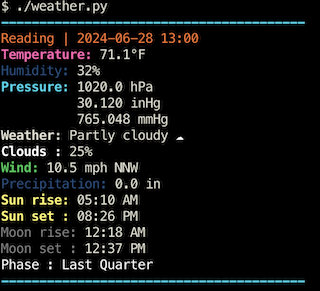 $ ./weather.py
Reading | 2024-06-28 13:00
Temperature: 71.1°F
Humidity: 32%
Pressure: 1020.0 hPa
30.120 inHg
765.048 mmHg
Weather: Partly cloudy ☁
Clouds : 25%
Wind: 10.5 mph NNW
Precipitation: 0.0 in
Sun rise: 05:10 AM
Sun set : 08:26 PM
Moon rise: 12:18 AM
Moon set : 12:37 PM
Phase : Last Quarter